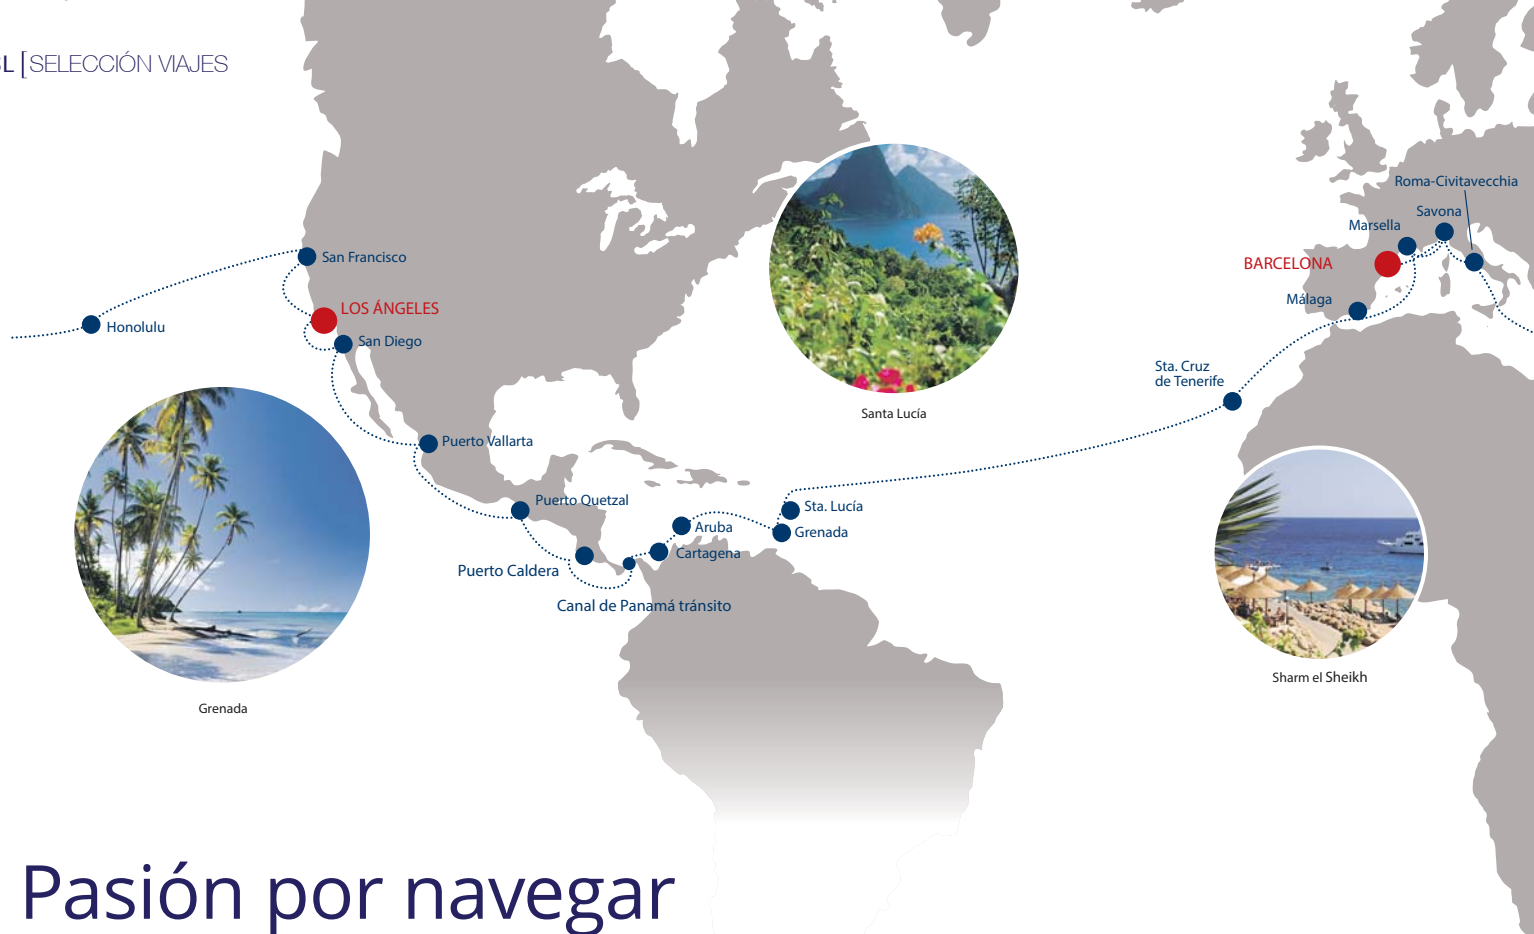 SELECCIÓN VIAJES
Roma-Civitavecchia
Savona
Marsella
BARCELONA
Málaga
San Francisco
LOS ÁNGELES
Honolulu
San Diego
Sta. Cruz
de Tenerife
Santa Lucía
Puerto Vallarta
Puerto Quetzal
Sta. Lucía
Aruba
Grenada
Cartagena
Puerto Caldera
Canal de Panamá tránsito
Sharm el Sheikh
Grenada
Pasión por navegar